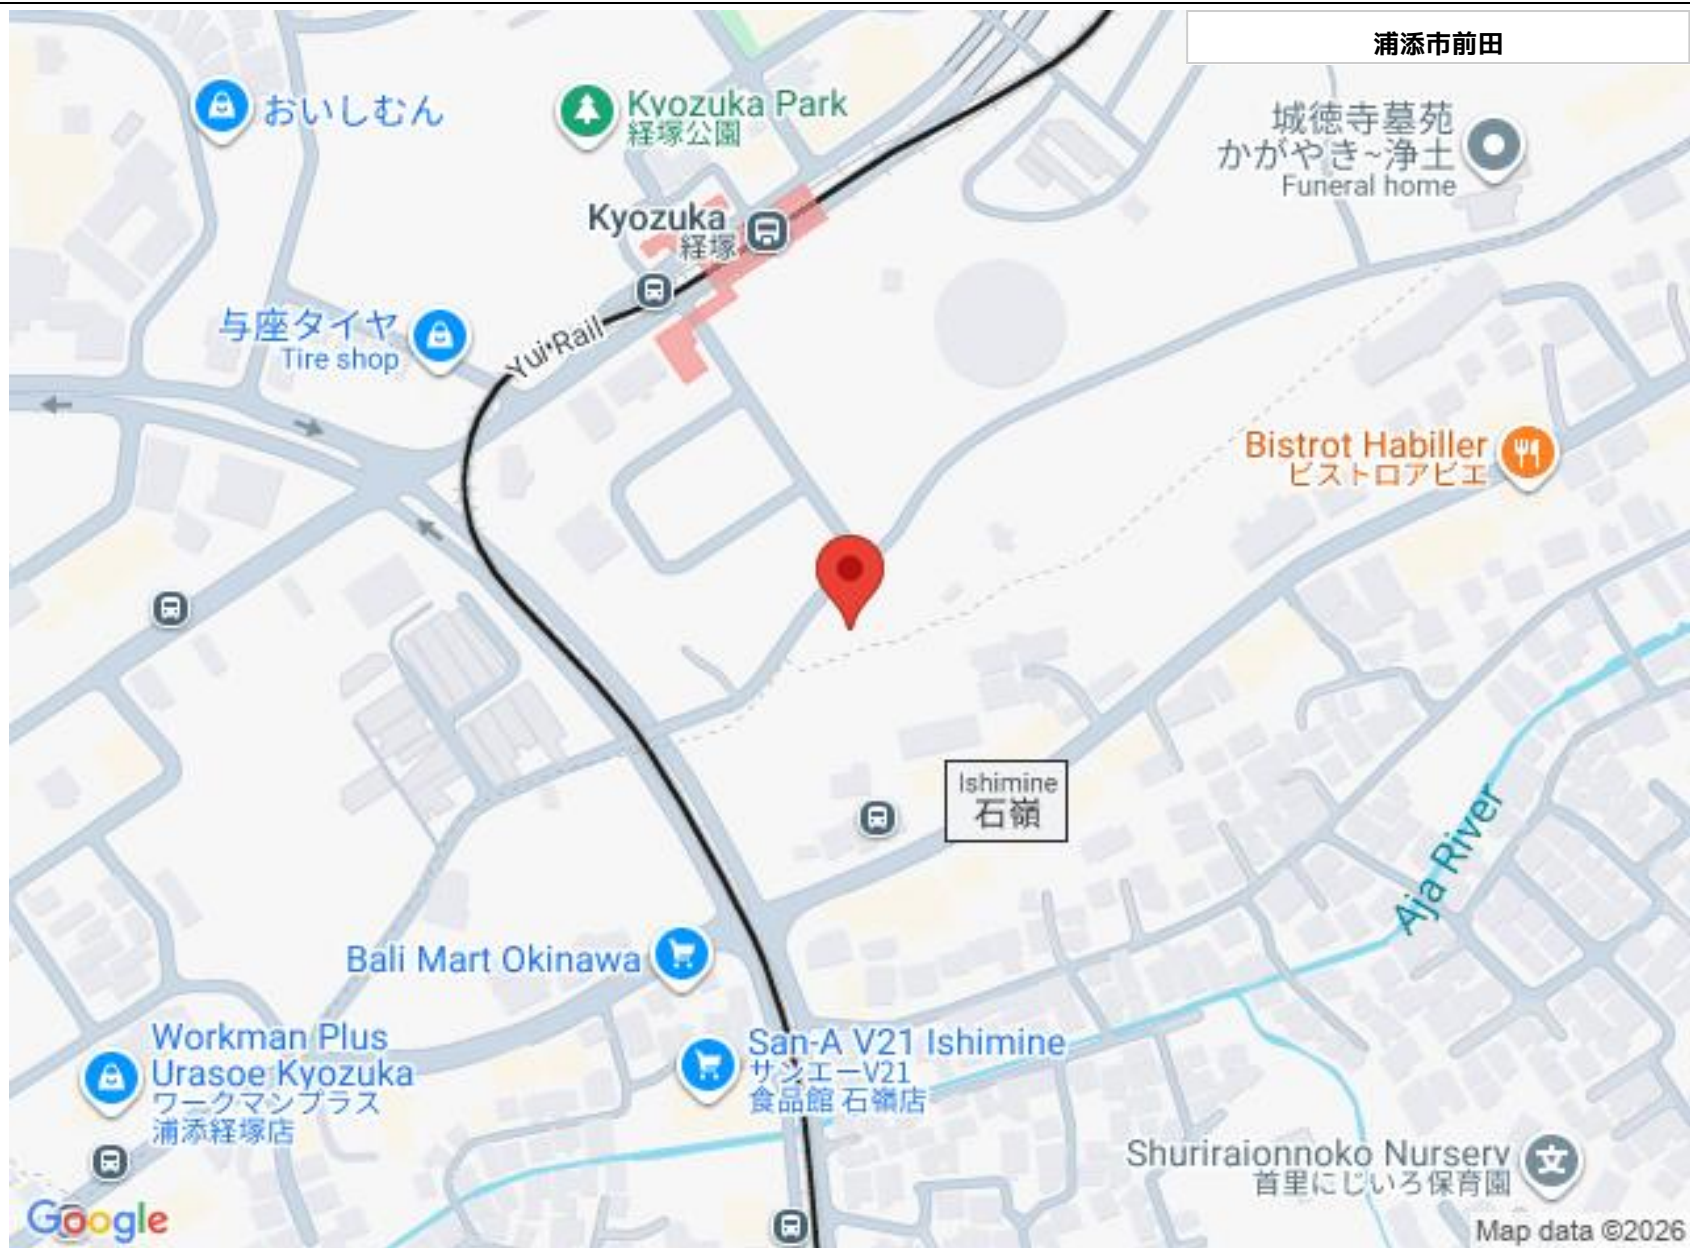 浦添市前田
おいしむん
Kyozuka Park
経塚公園
城徳寺墓苑
かがやき~浄土
Funeral home
Kyozuka
経塚
与座タイヤ
Tire shop
Yui Rail
Bistrot Habiller
ビストロアビエ
Ishimine
石嶺
Aja River
Bali Mart Okinawa
Workman Plus
Urasoe Kyozuka
ワークマンプラス
浦添経塚店
San-A V21 Ishimine
サンエーV21
食品館 石嶺店
Shuriraionnoko Nursery
首里にじいろ保育園
Google
Map data ©2026